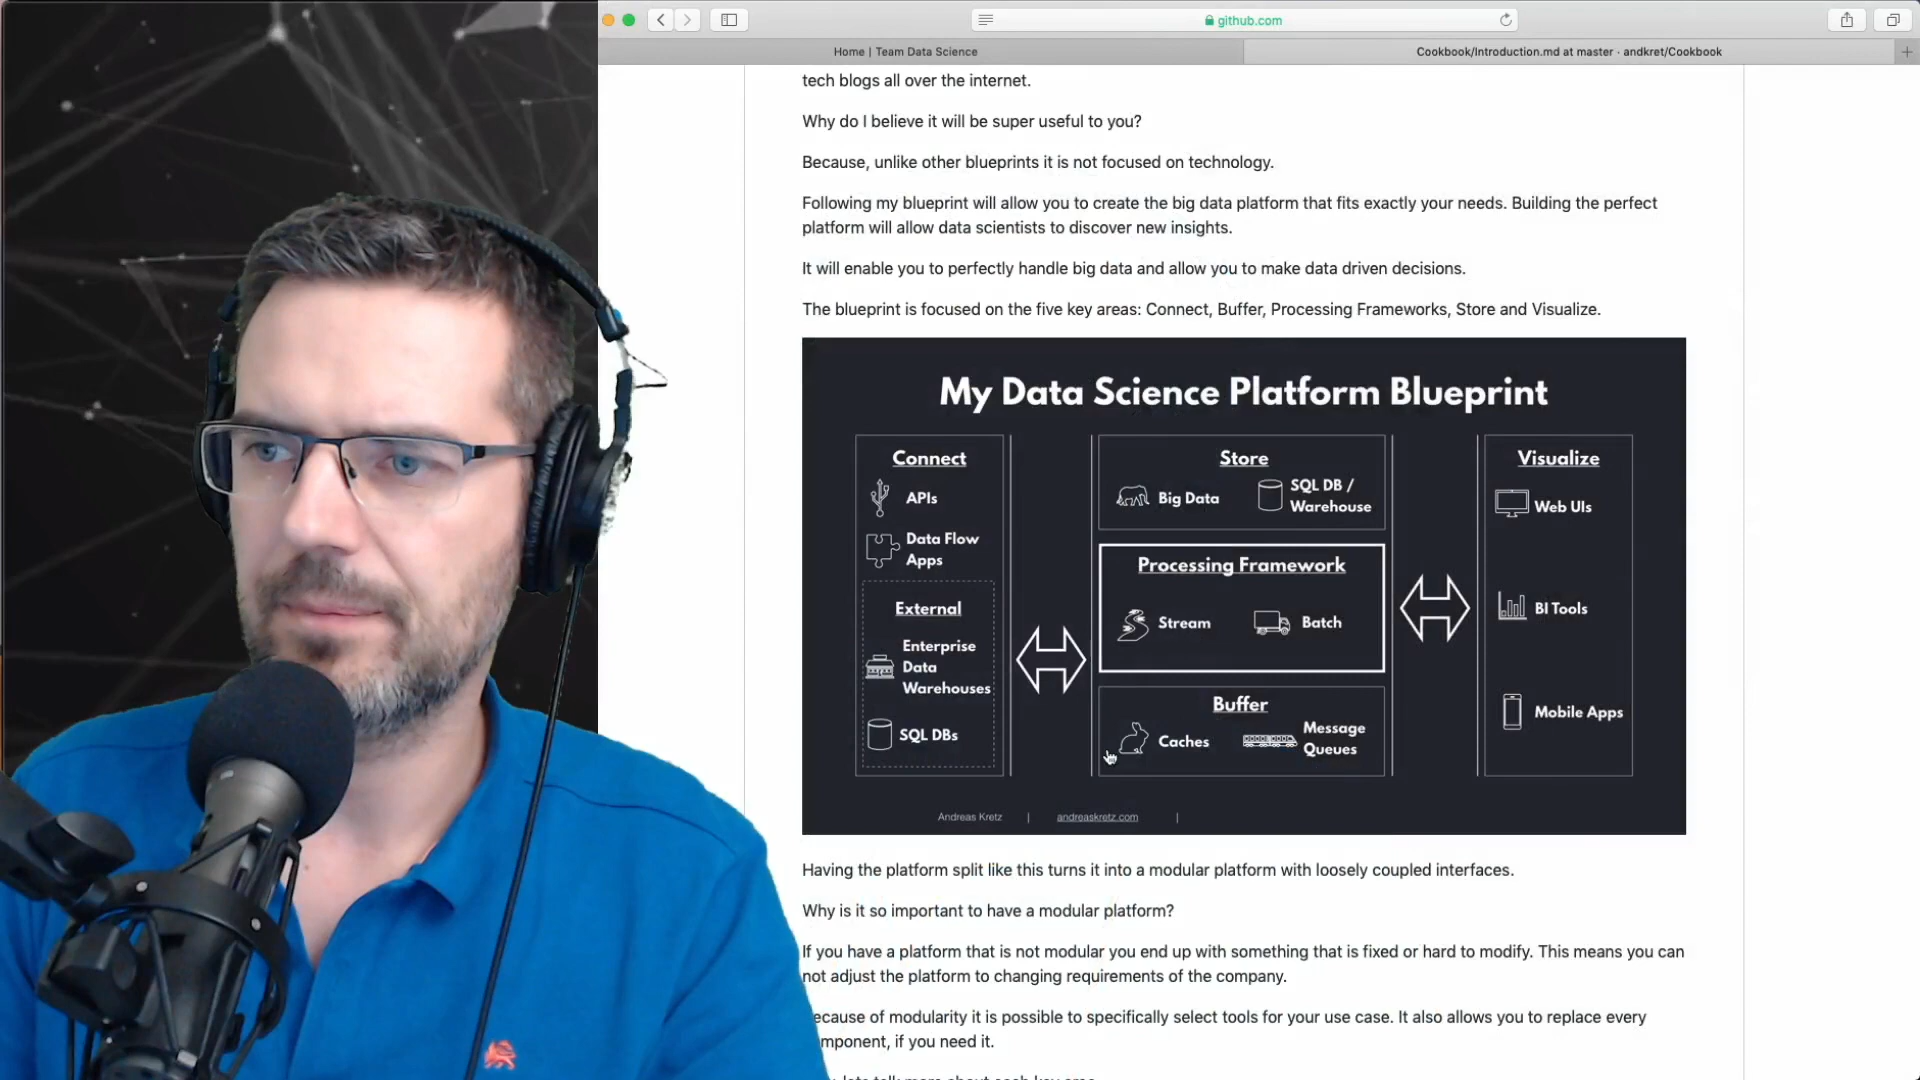 github.com
Home | Team Data Science
Cookbook/Introduction.md at master · andkret/Cookbook
tech blogs all over the internet.
Why do I believe it will be super useful to you?
Because, unlike other blueprints it is not focused on technology.
Following my blueprint will allow you to create the big data platform that fits exactly your needs. Building the perfect
platform will allow data scientists to discover new insights.
It will enable you to perfectly handle big data and allow you to make data driven decisions.
The blueprint is focused on the five key areas: Connect, Buffer, Processing Frameworks, Store and Visualize.
My Data Science Platform Blueprint
Connect
APIs
Data Flow
Apps
External
Enterprise
Data
Warehouses
SQL DBs
Store
Big Data
SQL DB /
Warehouse
Processing Framework
Stream
Batch
Buffer
Caches
Message
Queues
Visualize
Web UIs
BI Tools
Mobile Apps
Andreas Kretz | andreaskretz.com |
Having the platform split like this turns it into a modular platform with loosely coupled interfaces.
Why is it so important to have a modular platform?
If you have a platform that is not modular you end up with something that is fixed or hard to modify. This means you can
not adjust the platform to changing requirements of the company.
ecause of modularity it is possible to specifically select tools for your use case. It also allows you to replace every
mponent, if you need it.